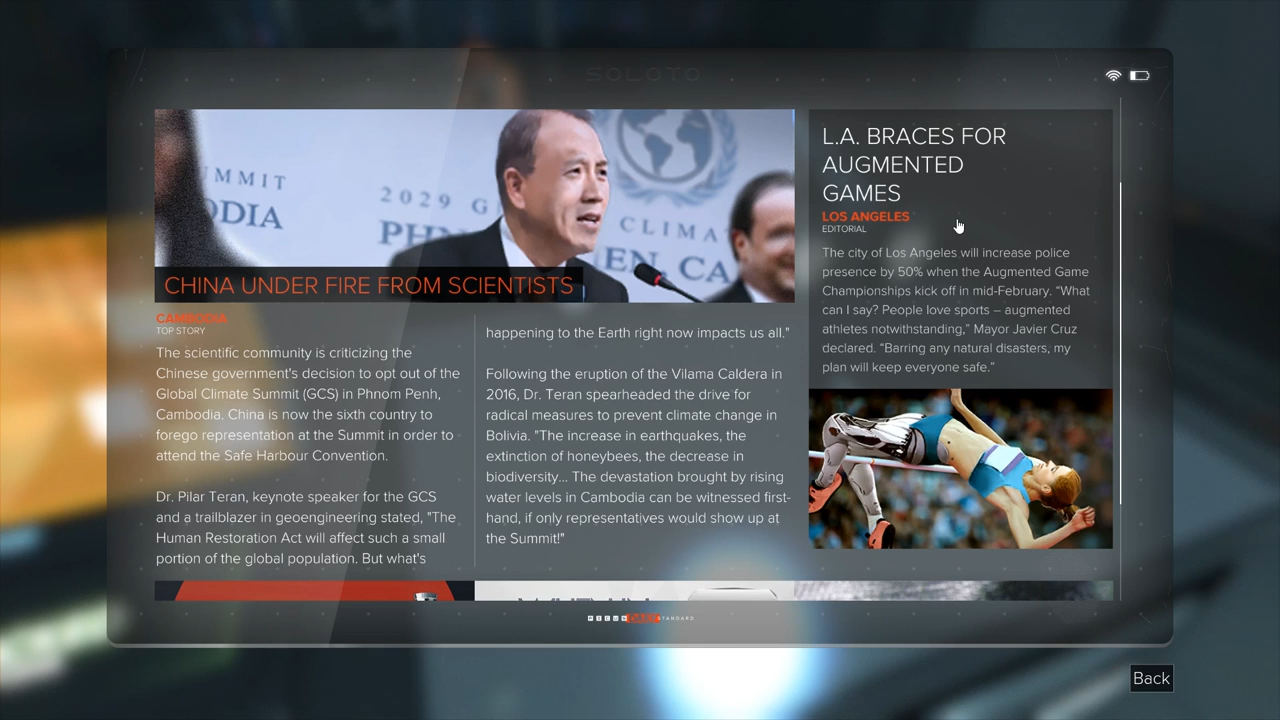 SOLOTO
UMMIT
ODIA
2029 G
CLIMA
PHN
EN, CA
CHINA UNDER FIRE FROM SCIENTISTS
CAMBODIA
TOP STORY
The scientific community is criticizing the
Chinese government's decision to opt out of the
Global Climate Summit (GCS) in Phnom Penh,
Cambodia. China is now the sixth country to
forego representation at the Summit in order to
attend the Safe Harbour Convention.
Dr. Pilar Teran, keynote speaker for the GCS
and a trailblazer in geoengineering stated, "The
Human Restoration Act will affect such a small
portion of the global population. But what's
happening to the Earth right now impacts us all."
Following the eruption of the Vilama Caldera in
2016, Dr. Teran spearheaded the drive for
radical measures to prevent climate change in
Bolivia. "The increase in earthquakes, the
extinction of honeybees, the decrease in
biodiversity... The devastation brought by rising
water levels in Cambodia can be witnessed first-
hand, if only representatives would show up at
the Summit!"
L.A. BRACES FOR
AUGMENTED
GAMES
LOS ANGELES
EDITORIAL
The city of Los Angeles will increase police
presence by 50% when the Augmented Game
Championships kick off in mid-February. “What
can I say? People love sports – augmented
athletes notwithstanding,” Mayor Javier Cruz
declared. “Barring any natural disasters, my
plan will keep everyone safe.”
PICUS STANDARD
Back